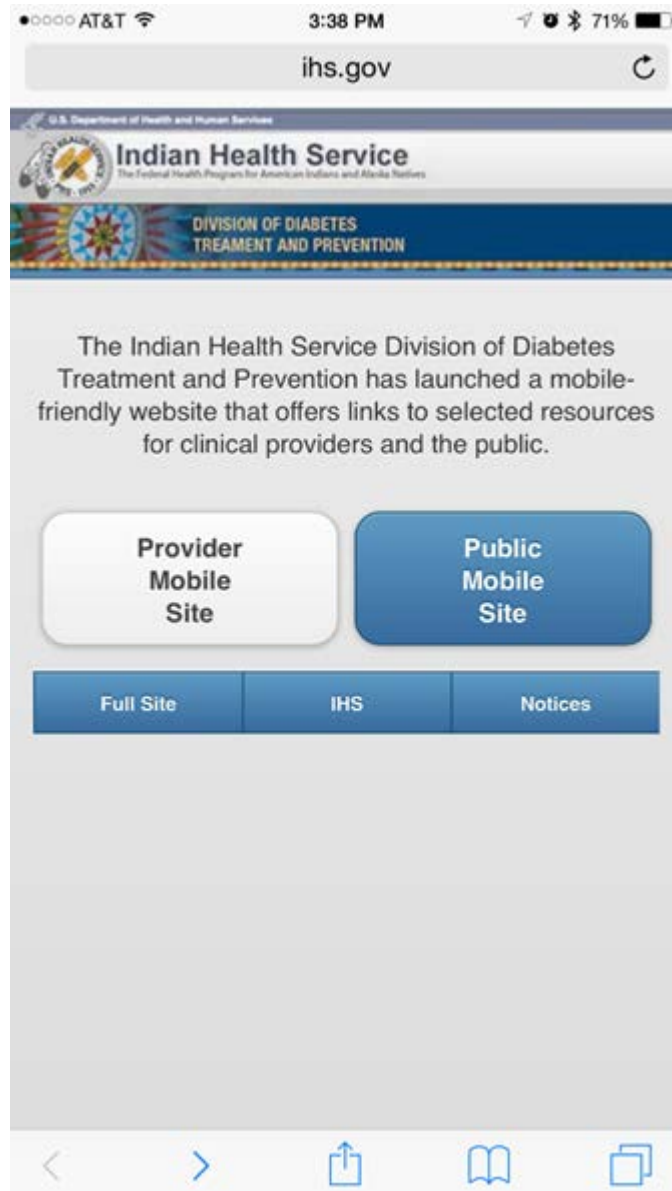 AT&T 3:38 PM 71%
ihs.gov
U.S. Department of Health and Human Services
Indian Health Service
The Federal Health Program for American Indians and Alaska Natives
DIVISION OF DIABETES
TREAMENT AND PREVENTION
The Indian Health Service Division of Diabetes
Treatment and Prevention has launched a mobile-
friendly website that offers links to selected resources
for clinical providers and the public.
Provider
Mobile
Site
Public
Mobile
Site
Full Site IHS Notices